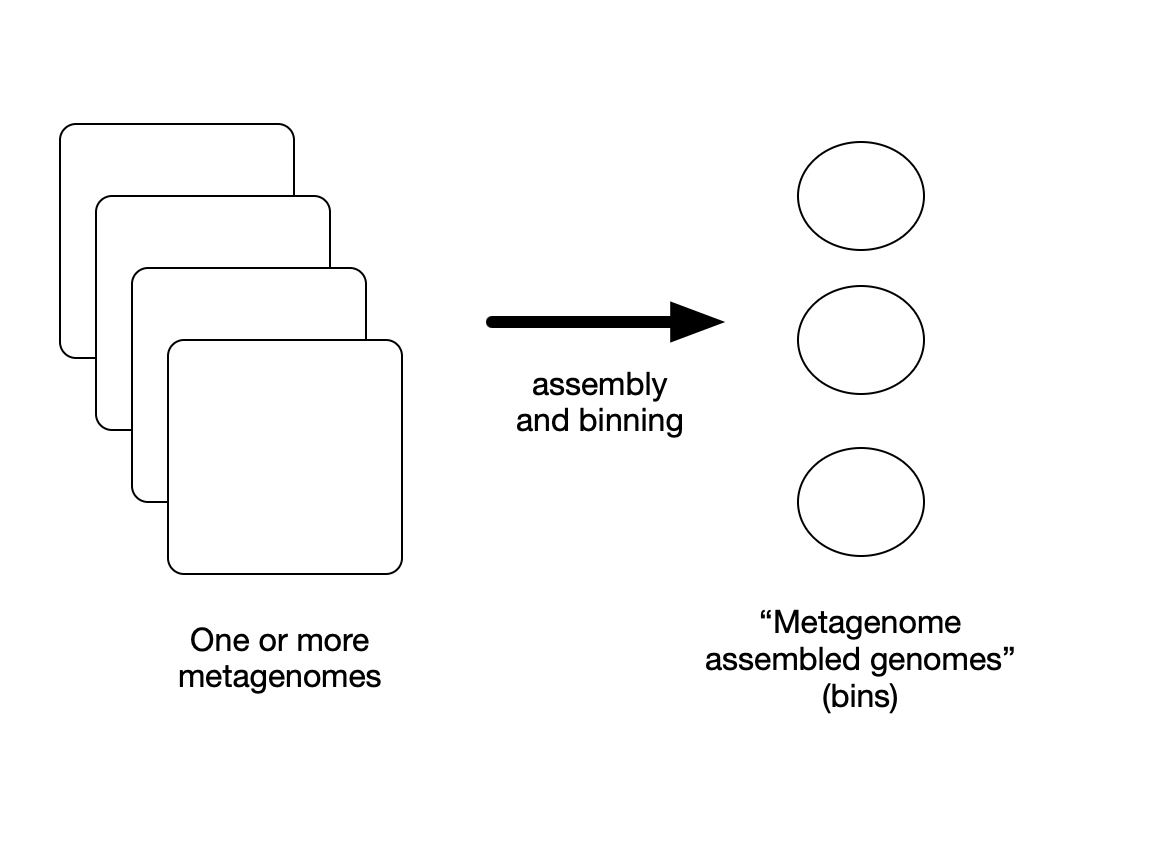 assembly
and binning
One or more
metagenomes
“Metagenome
assembled genomes”
(bins)